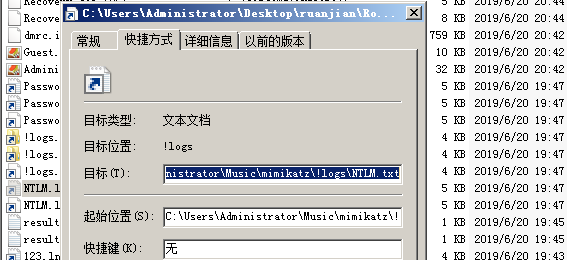 Recove
5 KB 2019/6/20 20:44
C:\Users\Administrator\Desktop\ruanjian\Ro...
Recove
8 KB 2019/6/20 20:44
dmrc.i
759 KB 2019/6/20 20:42
常规 快捷方式 详细信息 以前的版本
Guest.
10 KB 2019/6/20 20:42
Admini
32 KB 2019/6/20 20:42
Passwo
5 KB 2019/6/20 19:47
Passwo
5 KB 2019/6/20 19:47
目标类型: 文本文档
Passwo
5 KB 2019/6/20 19:47
!logs.
4 KB 2019/6/20 19:47
目标位置: !logs
!logs.
4 KB 2019/6/20 19:47
目标(T): nistrator\Music\mimikatz\!logs\NTLM.txt
!logs.
4 KB 2019/6/20 19:47
NTLM.l
5 KB 2019/6/20 19:47
NTLM.l
5 KB 2019/6/20 19:47
起始位置(S): C:\Users\Administrator\Music\mimikatz\!
result
1 KB 2019/6/20 19:45
result
1 KB 2019/6/20 19:45
快捷键(K): 无
123.ln
4 KB 2019/6/20 19:43